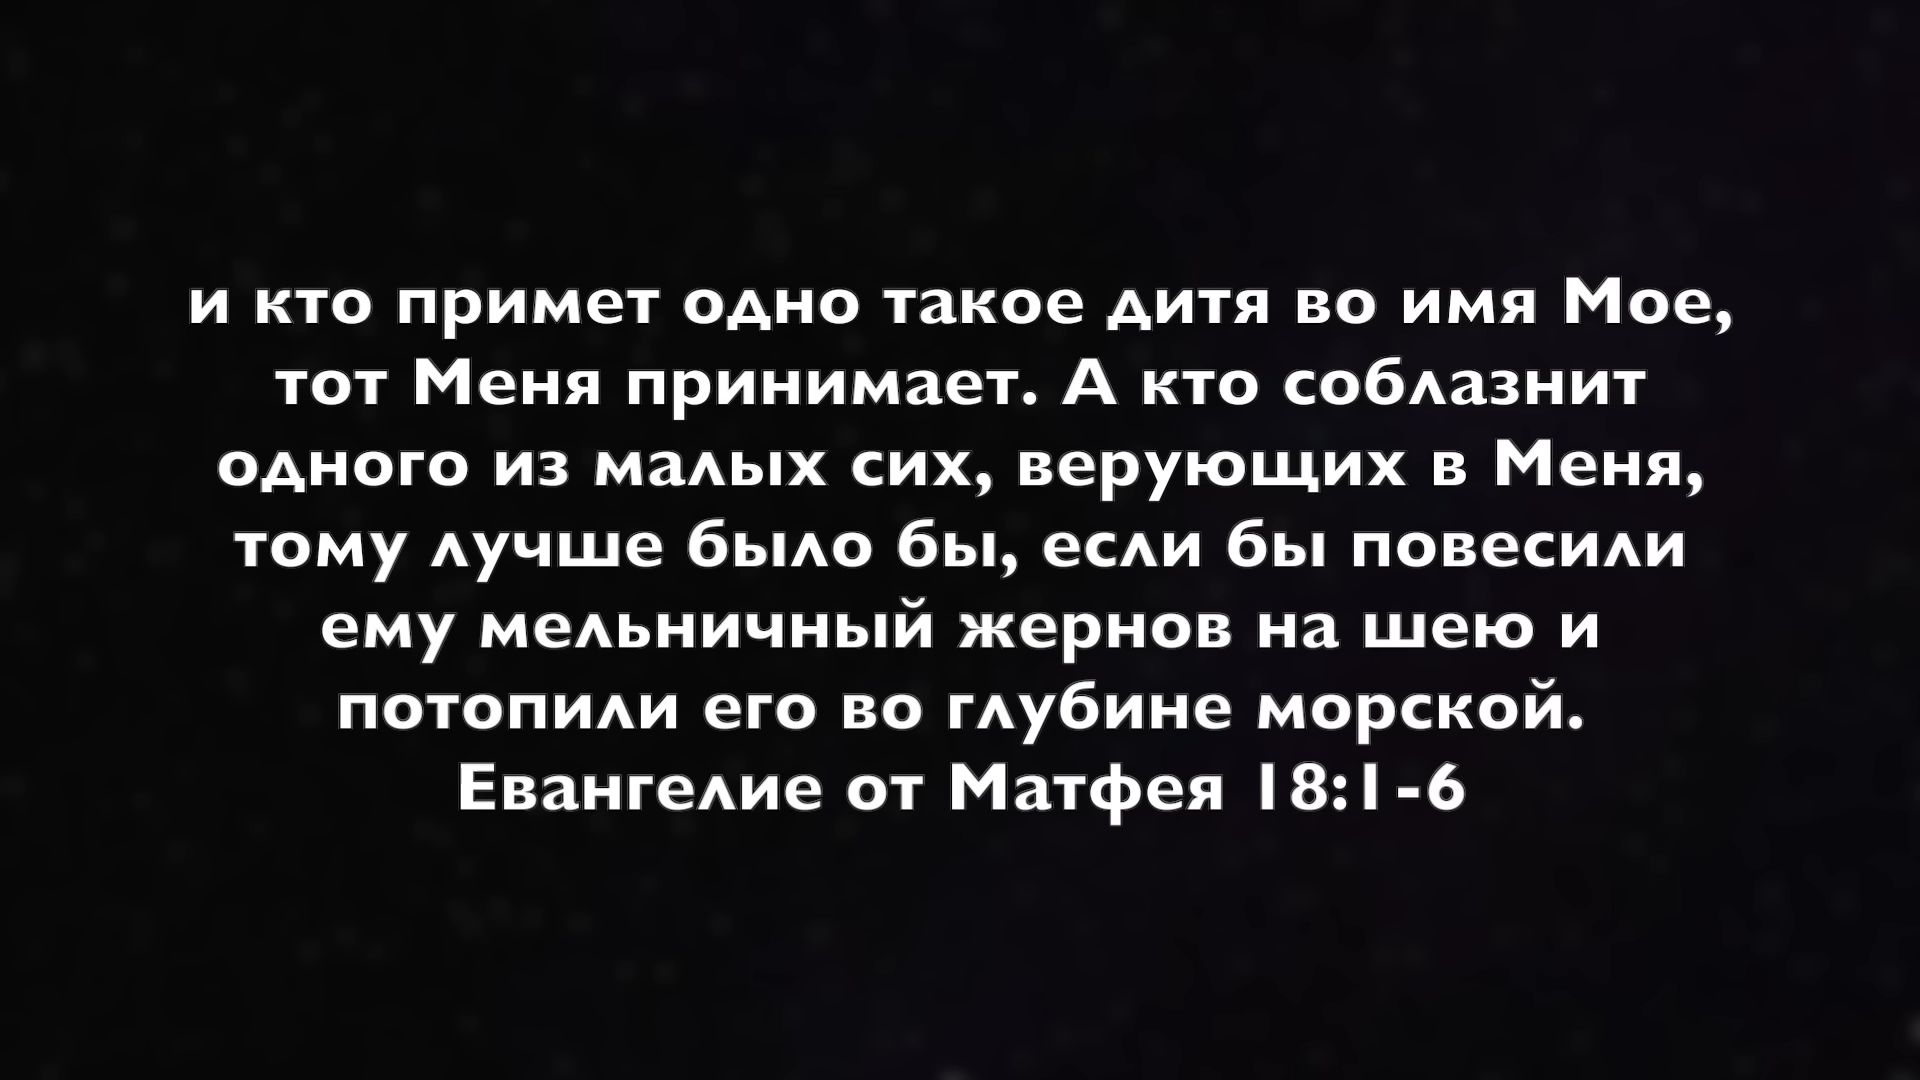 и кто примет одно такое дитя во имя Мое,
тот Меня принимает. А кто соблазнит
одного из малых сих, верующих в Меня,
тому лучше было бы, если бы повесили
ему мельничный жернов на шею и
потопили его во глубине морской.
Евангелие от Матфея 18:1-6